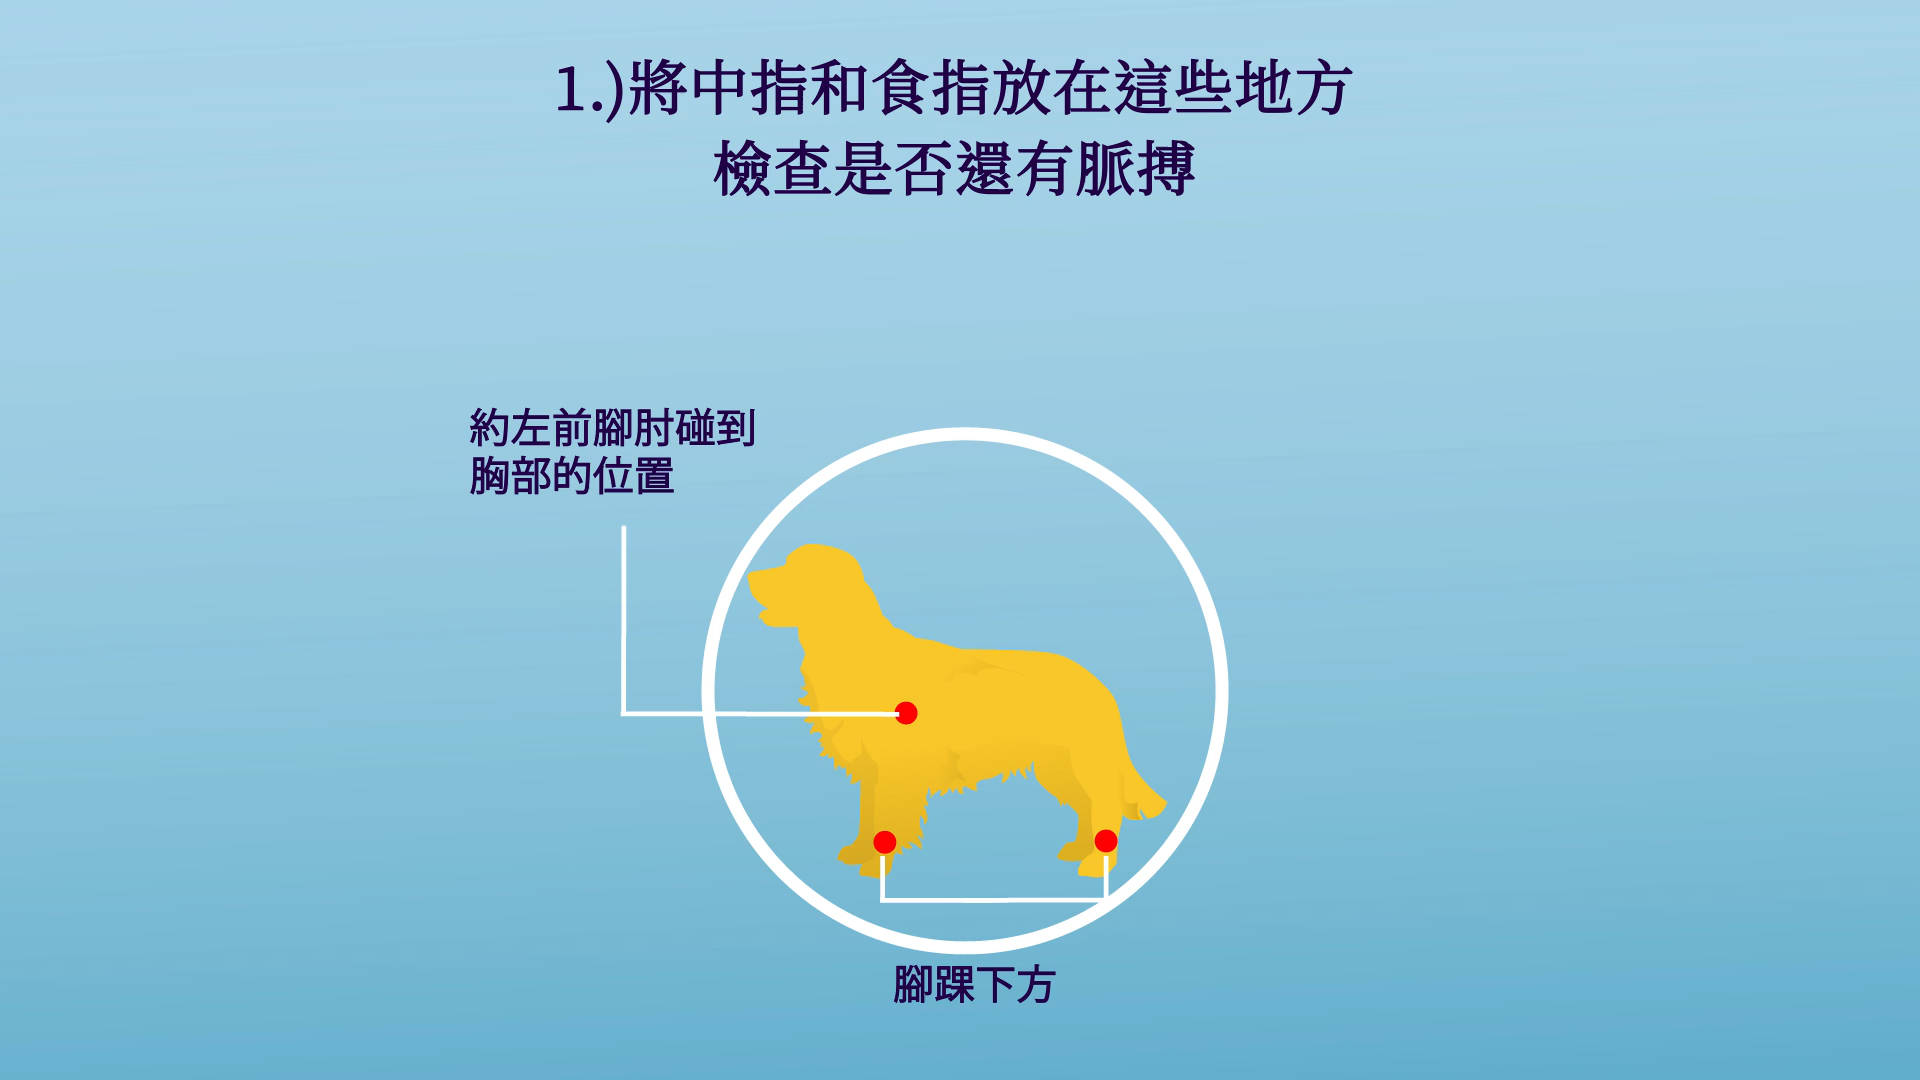 1.)將中指和食指放在這些地方
檢查是否還有脈搏
約左前腳肘碰到
胸部的位置
腳踝下方